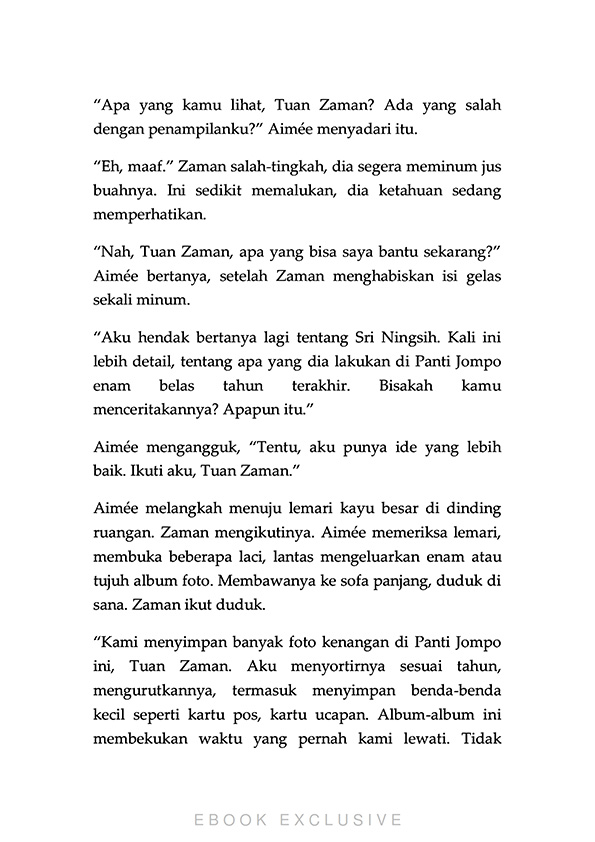 “Apa yang kamu lihat, Tuan Zaman? Ada yang salah
dengan penampilanku?” Aimée menyadari itu.
“Eh, maaf.” Zaman salah-tingkah, dia segera meminum jus
buahnya. Ini sedikit memalukan, dia ketahuan sedang
memperhatikan.
“Nah, Tuan Zaman, apa yang bisa saya bantu sekarang?”
Aimée bertanya, setelah Zaman menghabiskan isi gelas
sekali minum.
“Aku hendak bertanya lagi tentang Sri Ningsih. Kali ini
lebih detail, tentang apa yang dia lakukan di Panti Jompo
enam belas tahun terakhir. Bisakah kamu
menceritakannya? Apapun itu.”
Aimée mengangguk, “Tentu, aku punya ide yang lebih
baik. Ikuti aku, Tuan Zaman.”
Aimée melangkah menuju lemari kayu besar di dinding
ruangan. Zaman mengikutinya. Aimée memeriksa lemari,
membuka beberapa laci, lantas mengeluarkan enam atau
tujuh album foto. Membawanya ke sofa panjang, duduk di
sana. Zaman ikut duduk.
“Kami menyimpan banyak foto kenangan di Panti Jompo
ini, Tuan Zaman. Aku menyortirnya sesuai tahun,
mengurutkannya, termasuk menyimpan benda-benda
kecil seperti kartu pos, kartu ucapan. Album-album ini
membekukan waktu yang pernah kami lewati. Tidak
EBOOK EXCLUSIVE